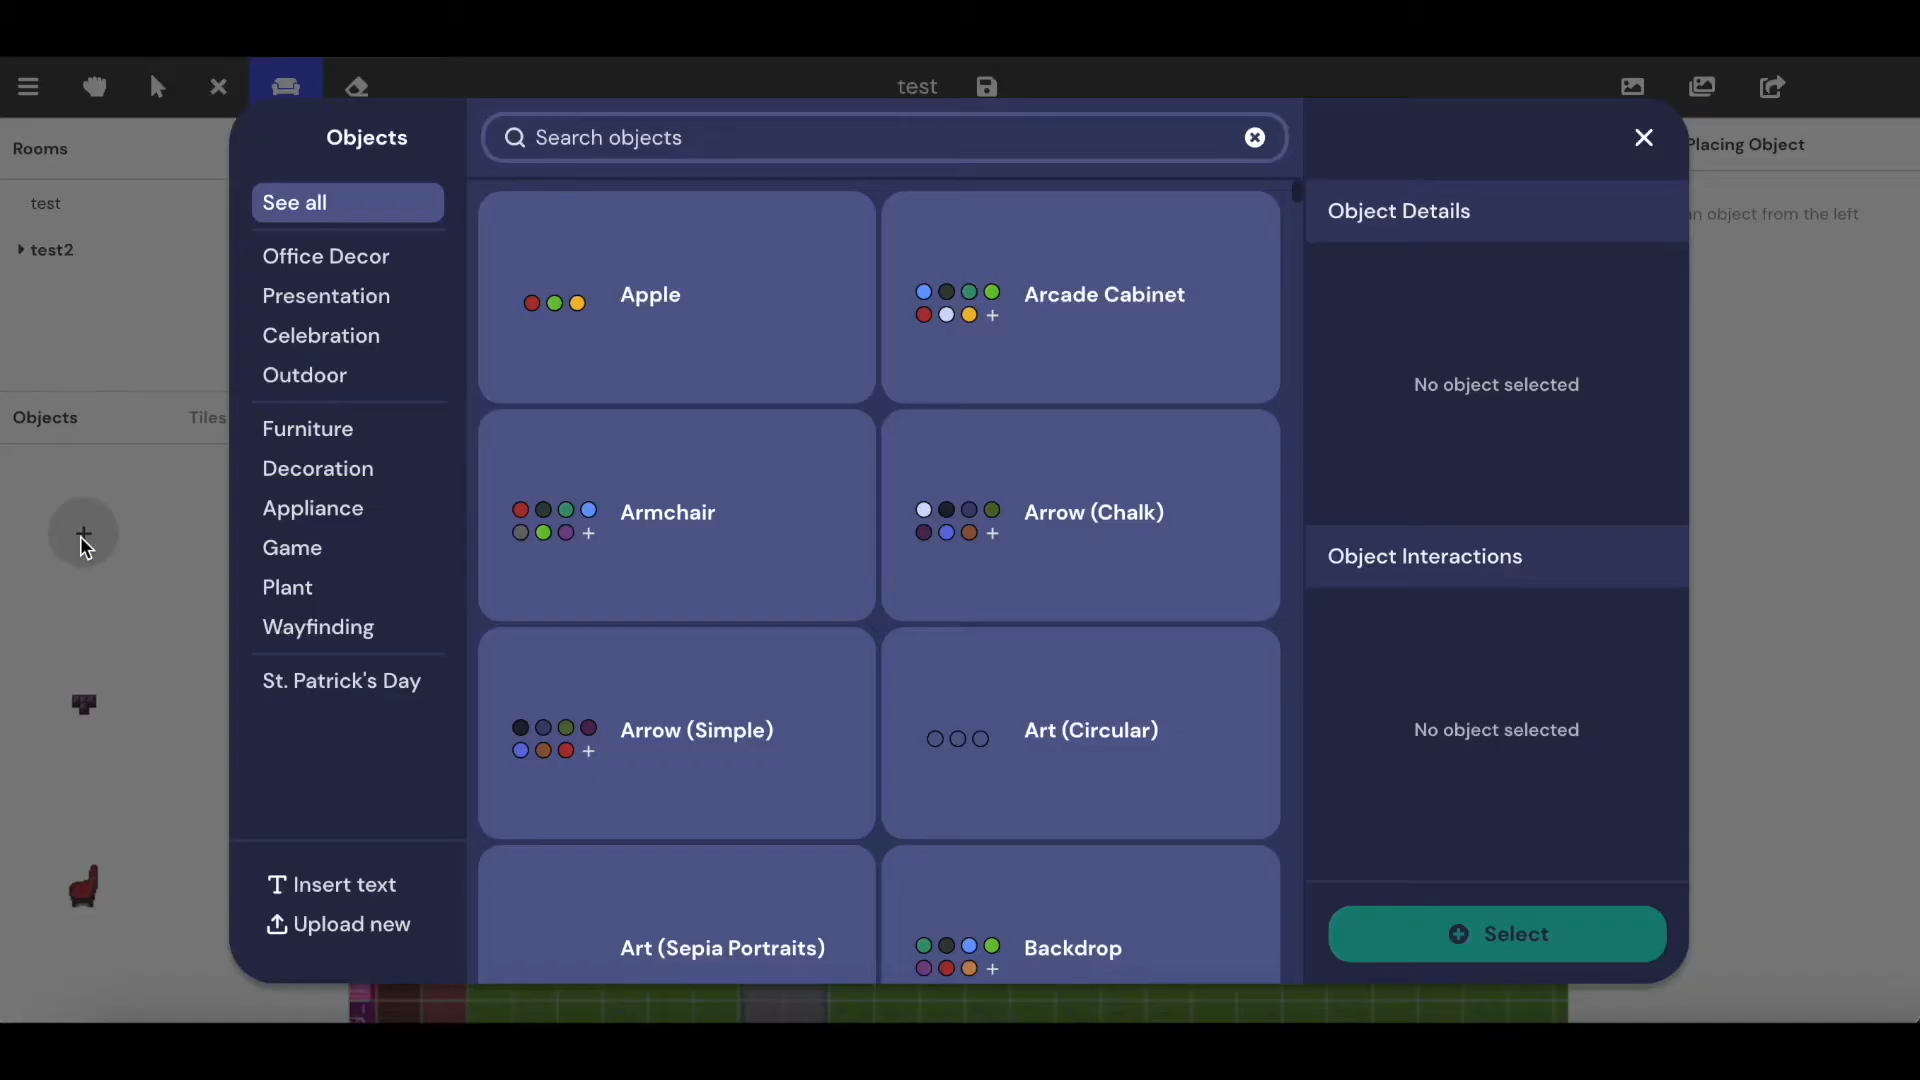 test
Rooms
test
test2
Objects
Tiles
Objects
See all
Office Decor
Presentation
Celebration
Outdoor
Furniture
Decoration
Appliance
Game
Plant
Wayfinding
St. Patrick's Day
Insert text
Upload new
Search objects
Apple
Arcade Cabinet
Armchair
Arrow (Chalk)
Arrow (Simple)
Art (Circular)
Art (Sepia Portraits)
Backdrop
Object Details
No object selected
Object Interactions
No object selected
Select
Placing Object
an object from the left